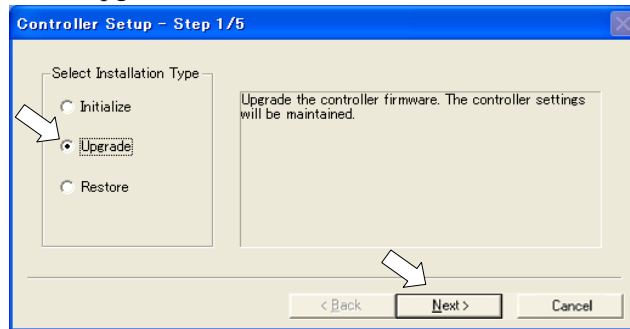 Controller Setup - Step 1/5
Select Installation Type
Initialize
Upgrade
Restore
Upgrade the controller firmware. The controller settings
will be maintained.
< Back
Next >
Cancel